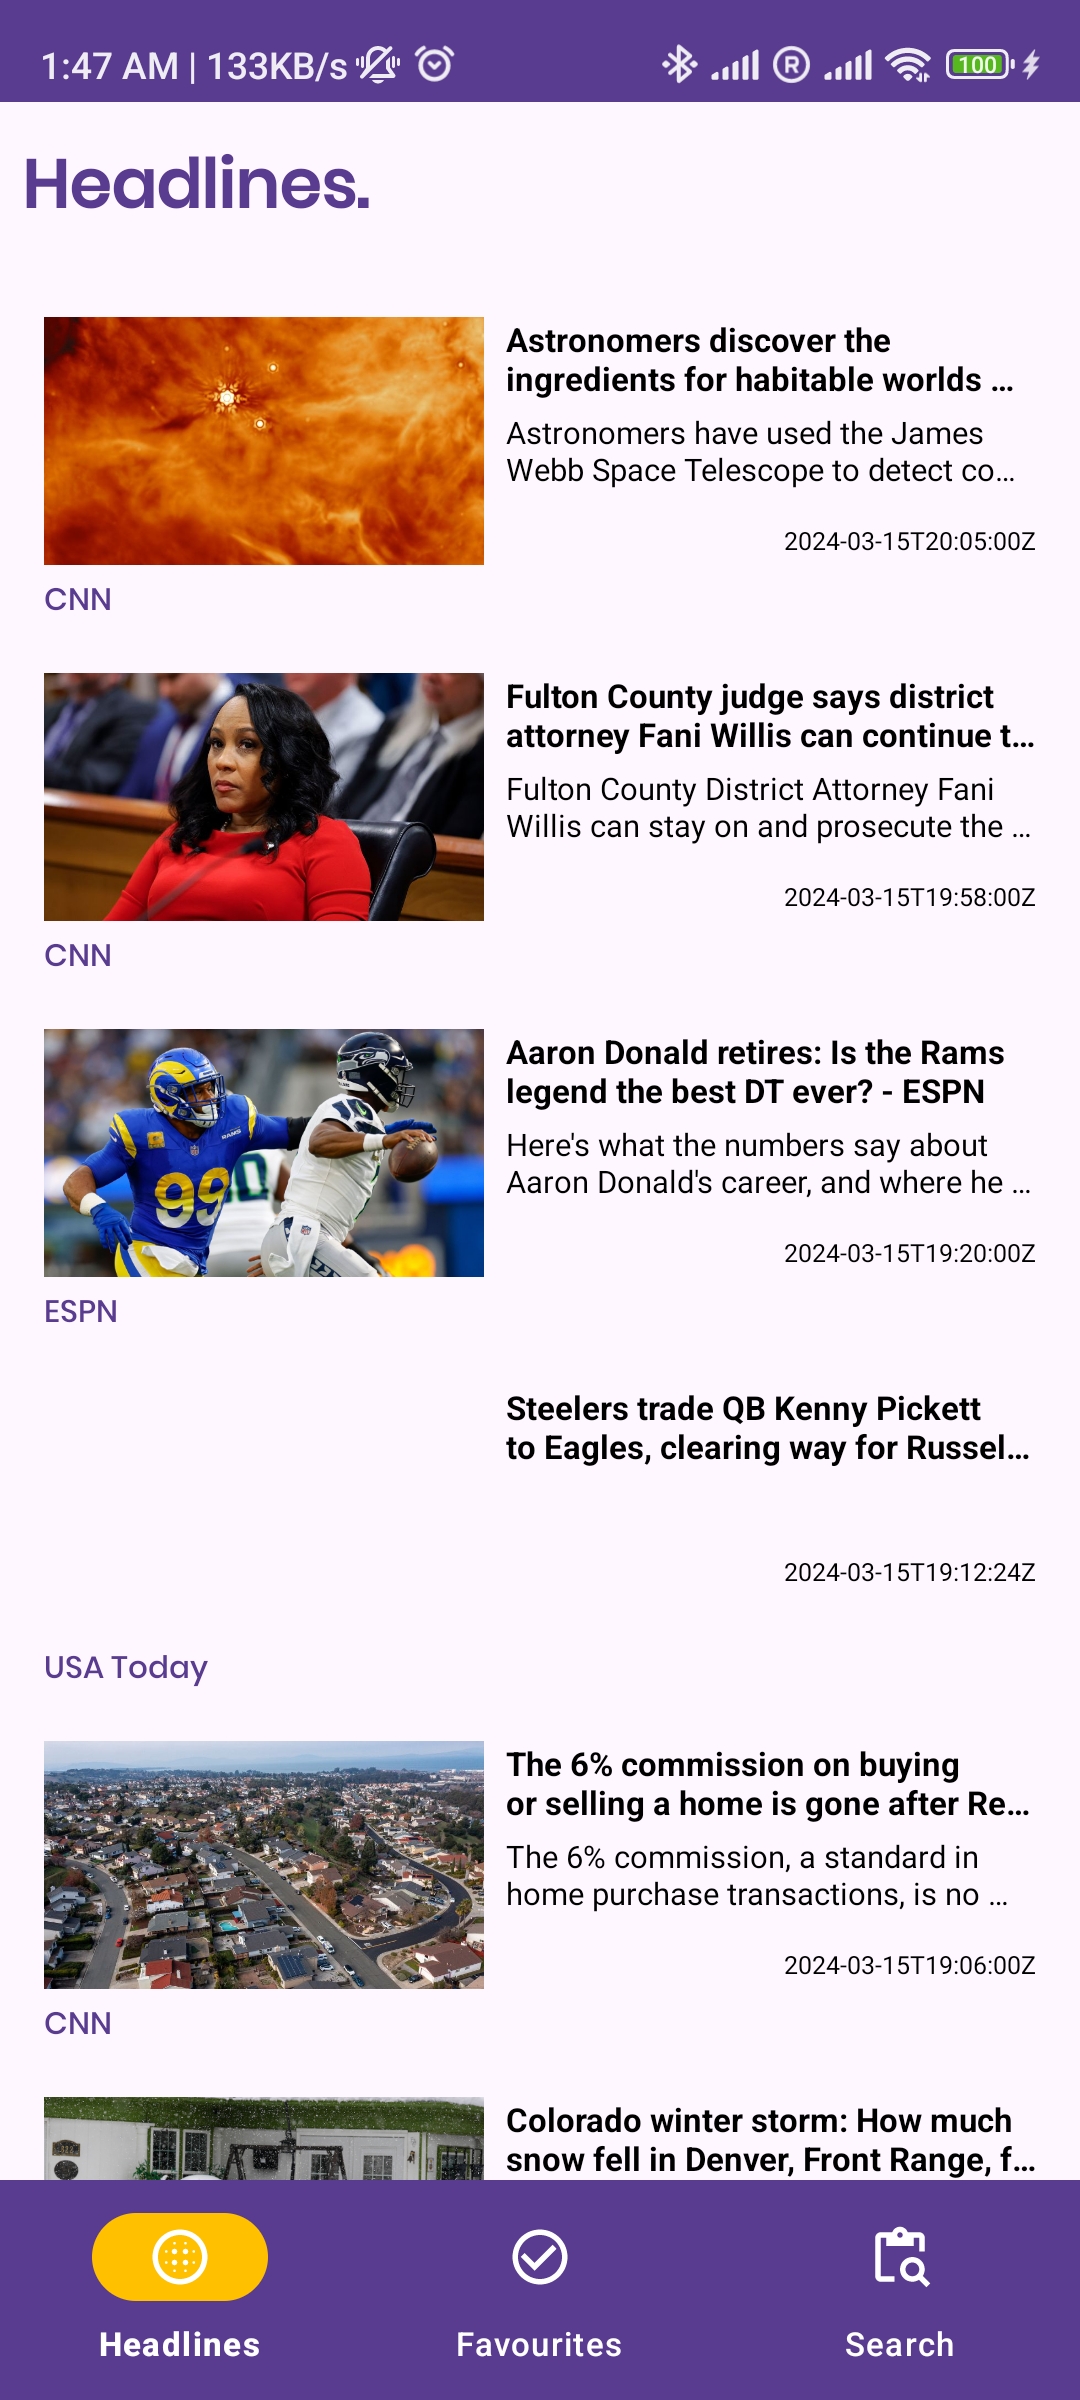 1:47 AM | 133KB/s
R
100
Headlines.
Astronomers discover the
ingredients for habitable worlds ...
Astronomers have used the James
Webb Space Telescope to detect co...
2024-03-15T20:05:00Z
CNN
Fulton County judge says district
attorney Fani Willis can continue t...
Fulton County District Attorney Fani
Willis can stay on and prosecute the ...
2024-03-15T19:58:00Z
CNN
RAMS
99
Aaron Donald retires: Is the Rams
legend the best DT ever? - ESPN
Here's what the numbers say about
Aaron Donald's career, and where he ...
2024-03-15T19:20:00Z
ESPN
Steelers trade QB Kenny Pickett
to Eagles, clearing way for Russel...
2024-03-15T19:12:24Z
USA Today
The 6% commission on buying
or selling a home is gone after Re...
The 6% commission, a standard in
home purchase transactions, is no ...
2024-03-15T19:06:00Z
CNN
Colorado winter storm: How much
snow fell in Denver, Front Range, f...
Headlines
Favourites
Search